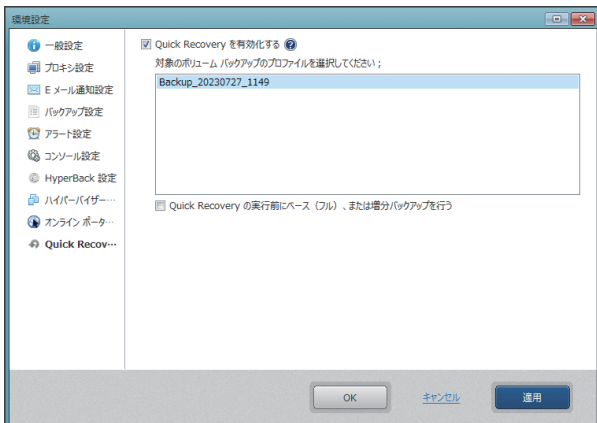 環境設定
一般設定
プロキシ設定
E メール通知設定
バックアップ設定
アラート設定
コンソール設定
HyperBack 設定
ハイパーバイザー…
オンライン ポータ…
Quick Recov…
Quick Recovery を有効化する ?
対象のボリューム バックアップのプロファイルを選択してください ;
Backup_20230727_1149
Quick Recovery の実行前にベース（フル）、または増分バックアップを行う
OK
キャンセル
適用